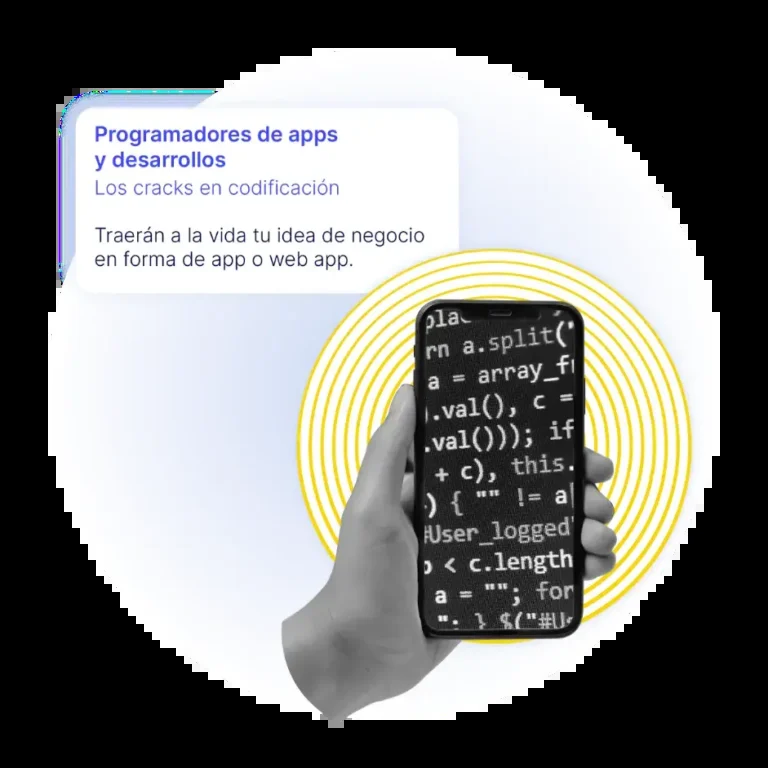 Programadores de apps
y desarrollos
Los cracks en codificación
Traerán a la vida tu idea de negocio
en forma de app o web app.
rn a.split("
a = array_f
).val(), c =
.val())); if
+ c), this.
) { "" != a
#User_logged
< c.length
a = ""; for
"; } $("#U